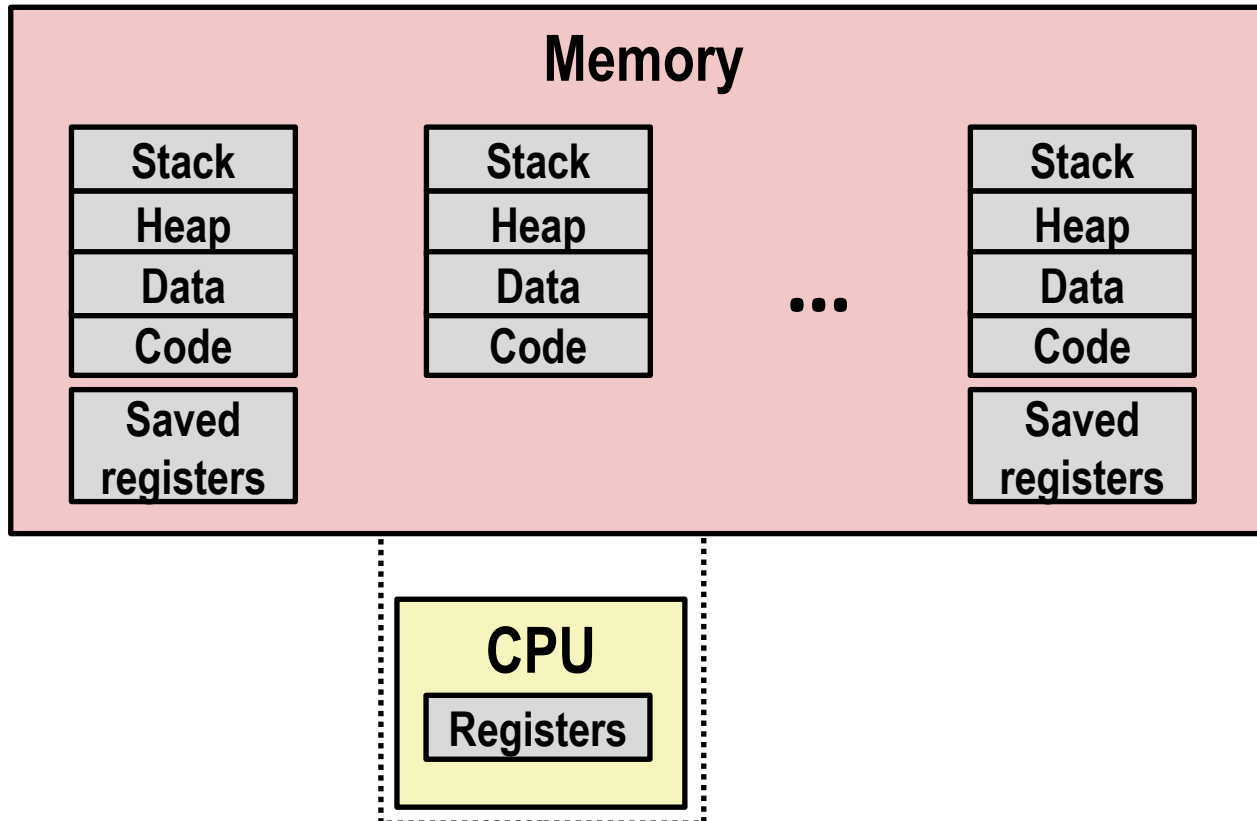 Memory
Stack
Heap
Data
Code
Saved
registers
Stack
Heap
Data
Code
...
Stack
Heap
Data
Code
Saved
registers
CPU
Registers